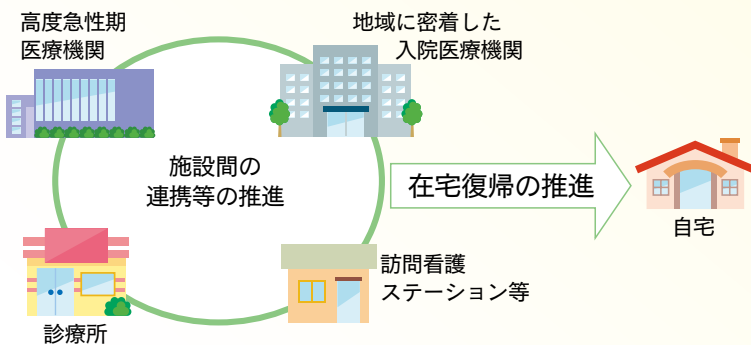 高度急性期
医療機関
地域に密着した
入院医療機関
施設間の
連携等の推進
在宅復帰の推進
自宅
訪問看護
ステーション等
診療所